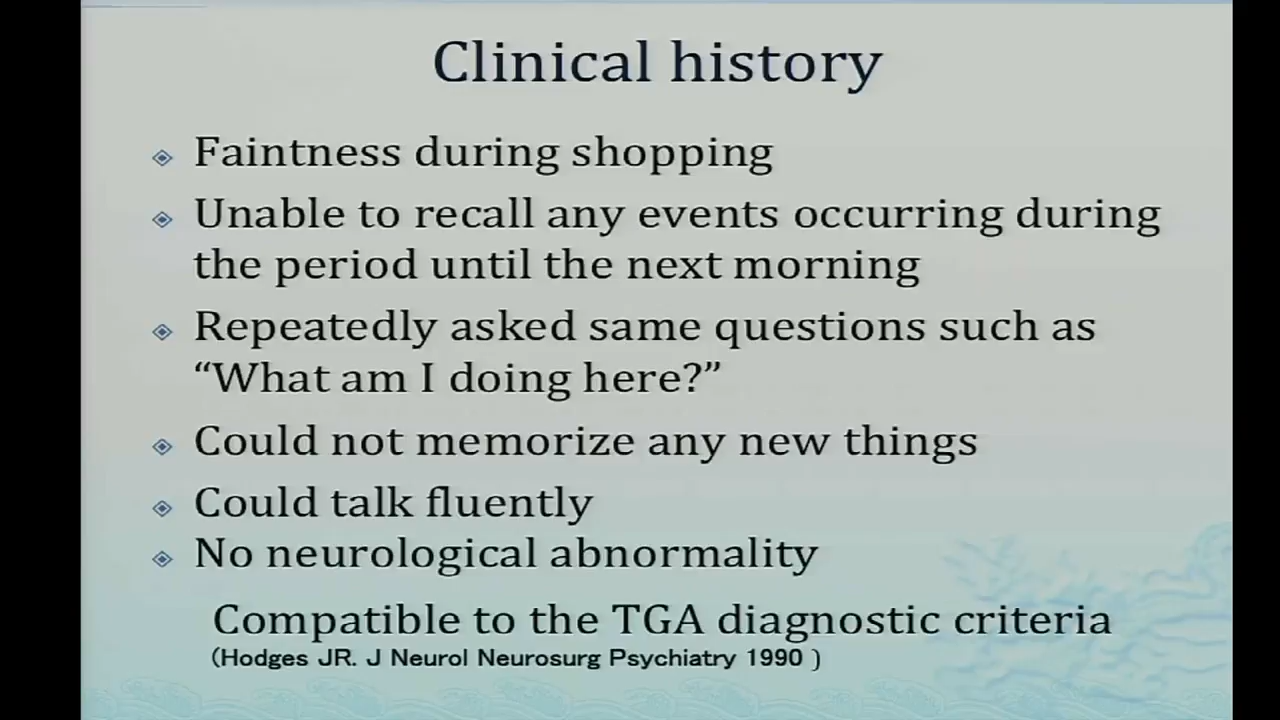 Clinical history
Faintness during shopping
Unable to recall any events occurring during
the period until the next morning
Repeatedly asked same questions such as
“What am I doing here?”
Could not memorize any new things
Could talk fluently
No neurological abnormality
Compatible to the TGA diagnostic criteria
(Hodges JR. J Neurol Neurosurg Psychiatry 1990 )